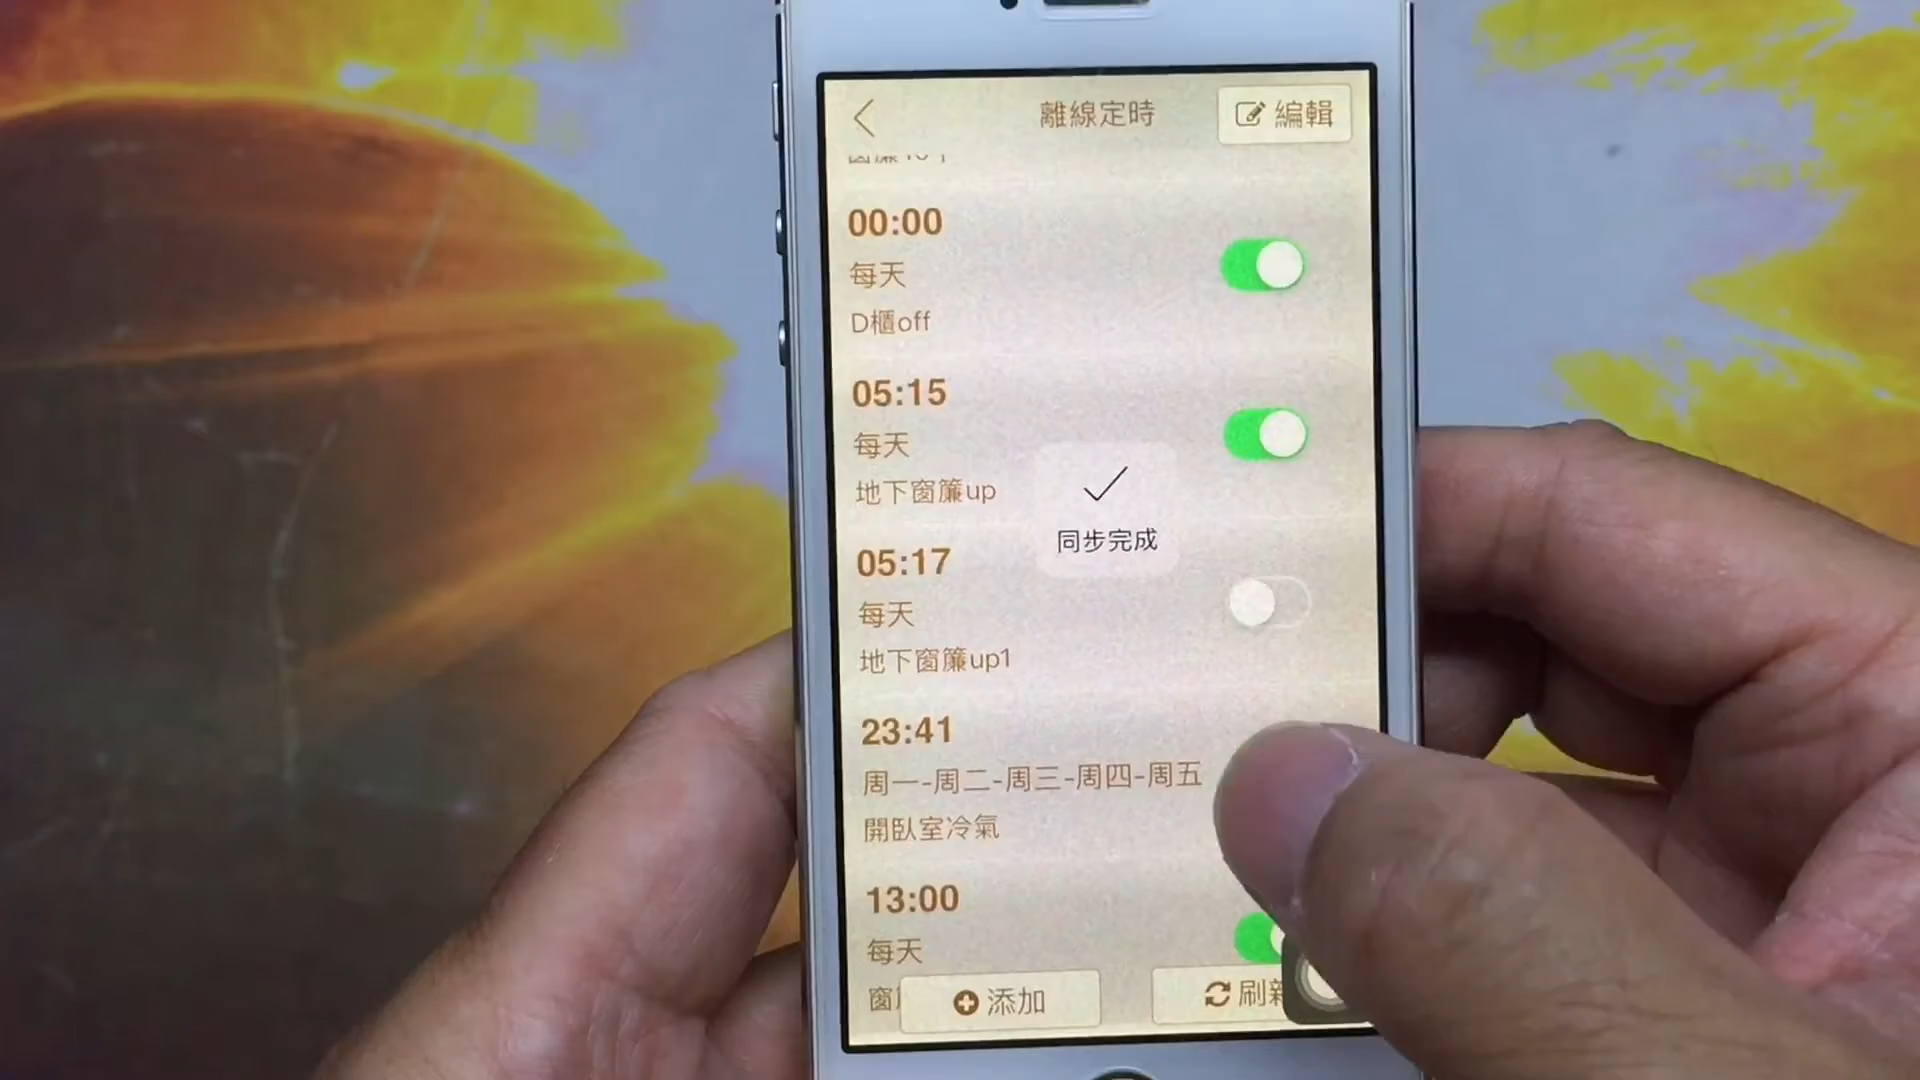 離線定時
編輯
00:00
每天
D櫃off
05:15
每天
地下窗簾up
同步完成
05:17
每天
地下窗簾up1
23:41
周一-周二-周三-周四-周五
開臥室冷氣
13:00
每天
窗
添加
刷新